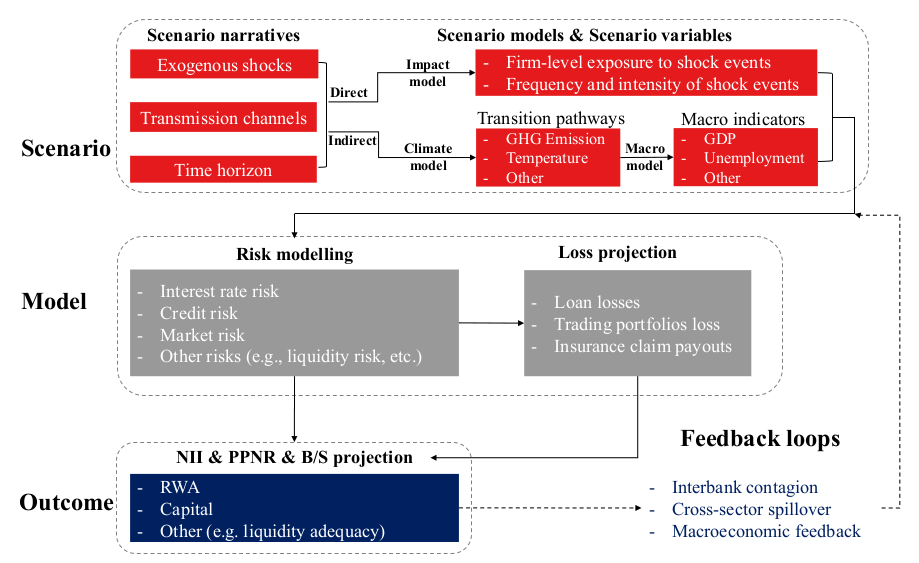 Scenario narratives
Scenario models & Scenario variables
Exogenous shocks
Transmission channels
Time horizon
Direct
Indirect
Impact
model
- Firm-level exposure to shock events
- Frequency and intensity of shock events
Climate
model
Transition pathways
- GHG Emission
- Temperature
- Other
Macro
model
Macro indicators
- GDP
- Unemployment
- Other
Scenario
Risk modelling
- Interest rate risk
- Credit risk
- Market risk
- Other risks (e.g., liquidity risk, etc.)
Loss projection
- Loan losses
- Trading portfolios loss
- Insurance claim payouts
Model
NII & PPNR & B/S projection
- RWA
- Capital
- Other (e.g. liquidity adequacy)
Outcome
Feedback loops
- Interbank contagion
- Cross-sector spillover
- Macroeconomic feedback